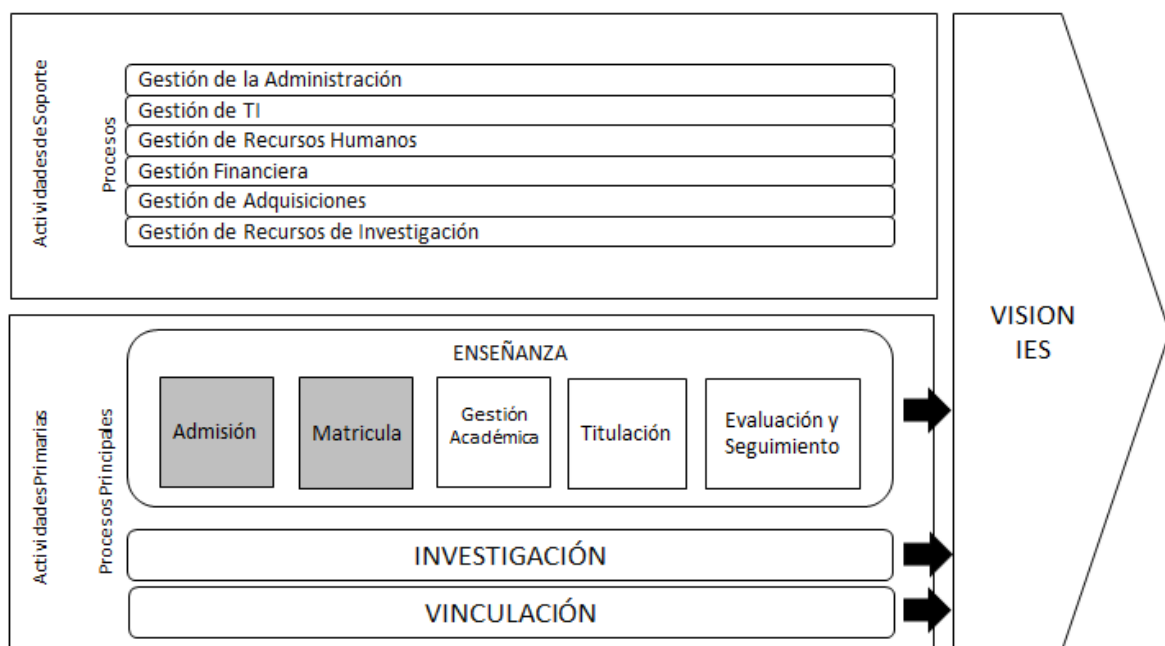 Actividades de Soporte
Procesos
Gestión de la Administración
Gestión de TI
Gestión de Recursos Humanos
Gestión Financiera
Gestión de Adquisiciones
Gestión de Recursos de Investigación
Actividades Primarias
Procesos Principales
ENSEÑANZA
Admisión
Matricula
Gestión
Académica
Titulación
Evaluación y
Seguimiento
INVESTIGACIÓN
VINCULACIÓN
VISION
IES